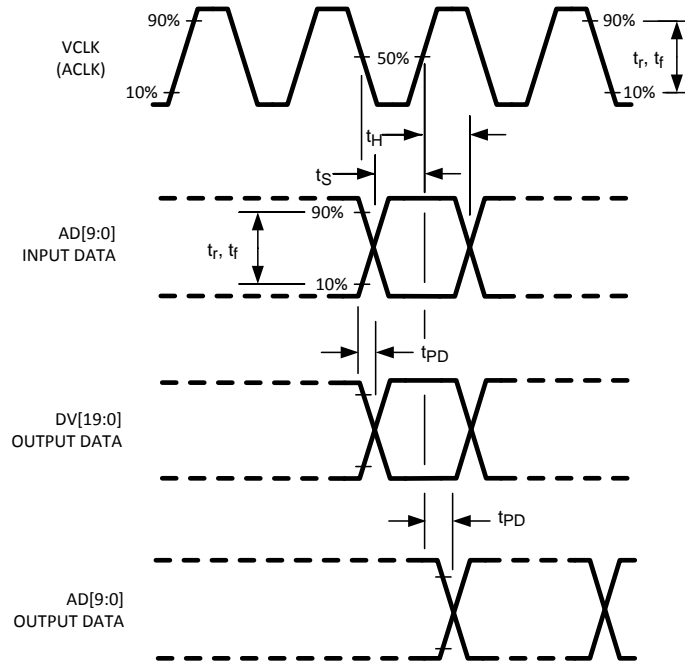 90%
VCLK
(ACLK)
10%
50%
90%
tr, tf
10%
tH
tS
AD[9:0]
INPUT DATA
tr, tf
90%
10%
tPD
DV[19:0]
OUTPUT DATA
tPD
AD[9:0]
OUTPUT DATA